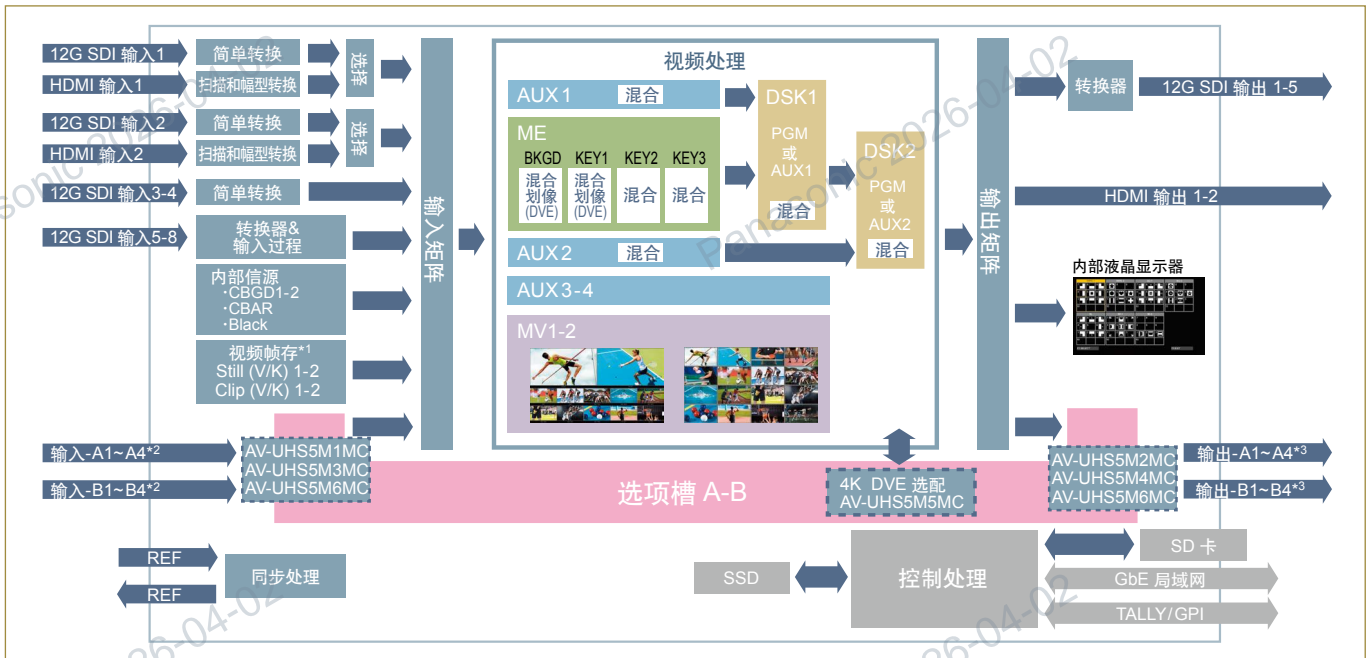 12G SDI 输入1
简单转换
选择
HDMI 输入1
扫描和幅型转换
12G SDI 输入2
简单转换
选择
HDMI 输入2
扫描和幅型转换
12G SDI 输入3-4
简单转换
12G SDI 输入5-8
转换器&
输入过程
内部信源
·CBGD1-2
·CBAR
·Black
视频帧存*1
Still (V/K) 1-2
Clip (V/K) 1-2
输入-A1~A4*2
输入-B1~B4*2
AV-UHS5M1MC
AV-UHS5M3MC
AV-UHS5M6MC
输入矩阵
视频处理
AUX1
混合
ME
BKGD
KEY1
KEY2
KEY3
混合
划像
(DVE)
混合
划像
(DVE)
混合
混合
AUX2
混合
AUX3-4
MV1-2
DSK1
PGM
或
AUX1
混合
DSK2
PGM
或
AUX2
混合
输出矩阵
转换器
12G SDI 输出 1-5
HDMI 输出 1-2
内部液晶显示器
选项槽 A-B
4K DVE 选配
AV-UHS5M5MC
AV-UHS5M2MC
AV-UHS5M4MC
AV-UHS5M6MC
输出-A1~A4*3
输出-B1~B4*3
REF
REF
同步处理
SSD
控制处理
SD 卡
GbE 局域网
TALLY/GPI
Panasonic 2026-04-02